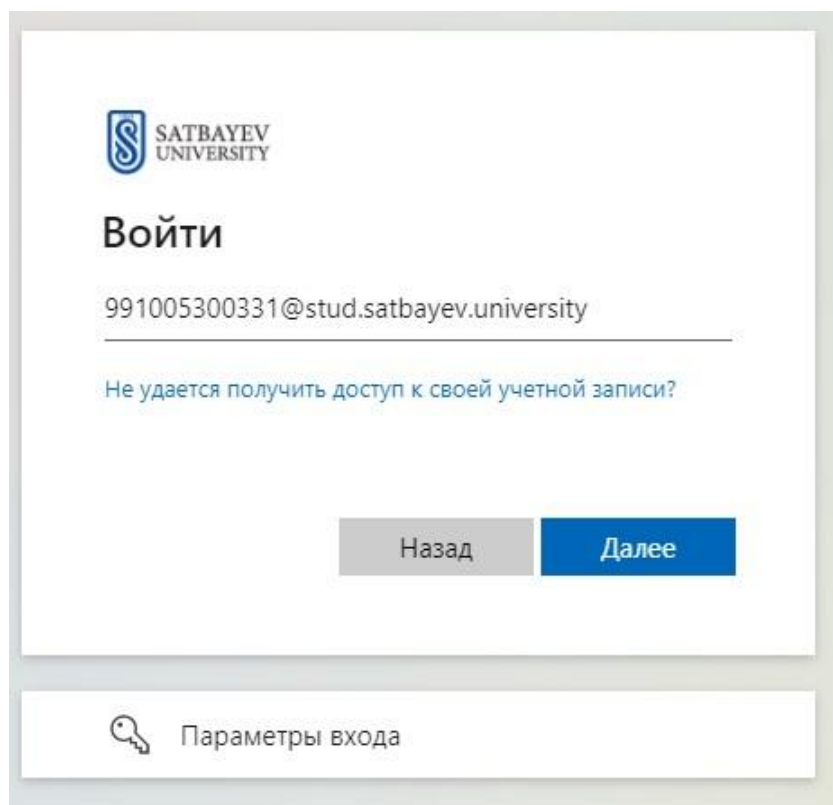 SATBAYEV
UNIVERSITY
Войти
991005300331@stud.satbayev.university
Не удается получить доступ к своей учетной записи?
Назад Далее
Параметры входа